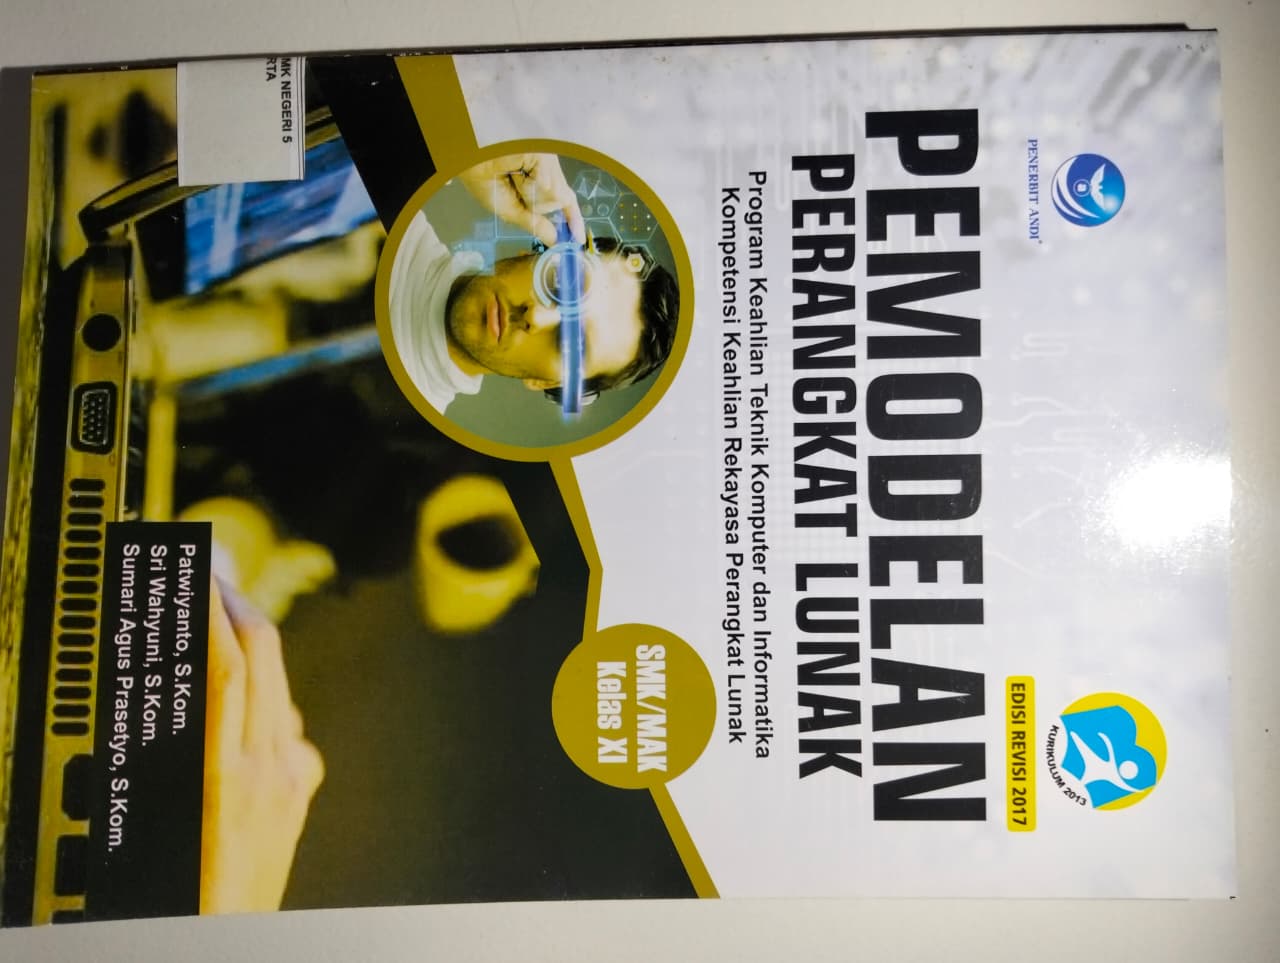 PENERBIT ANDI®
KURIKULUM 2013
EDISI REVISI 2017
PEMODELAN
PERANGKAT LUNAK
Program Keahlian Teknik Komputer dan Informatika
Kompetensi Keahlian Rekayasa Perangkat Lunak
SMK/MAK
Kelas XI
MK NEGERI 5
RTA
Patwiyanto, S.Kom.
Sri Wahyuni, S.Kom.
Sumari Agus Prasetyo, S.Kom.